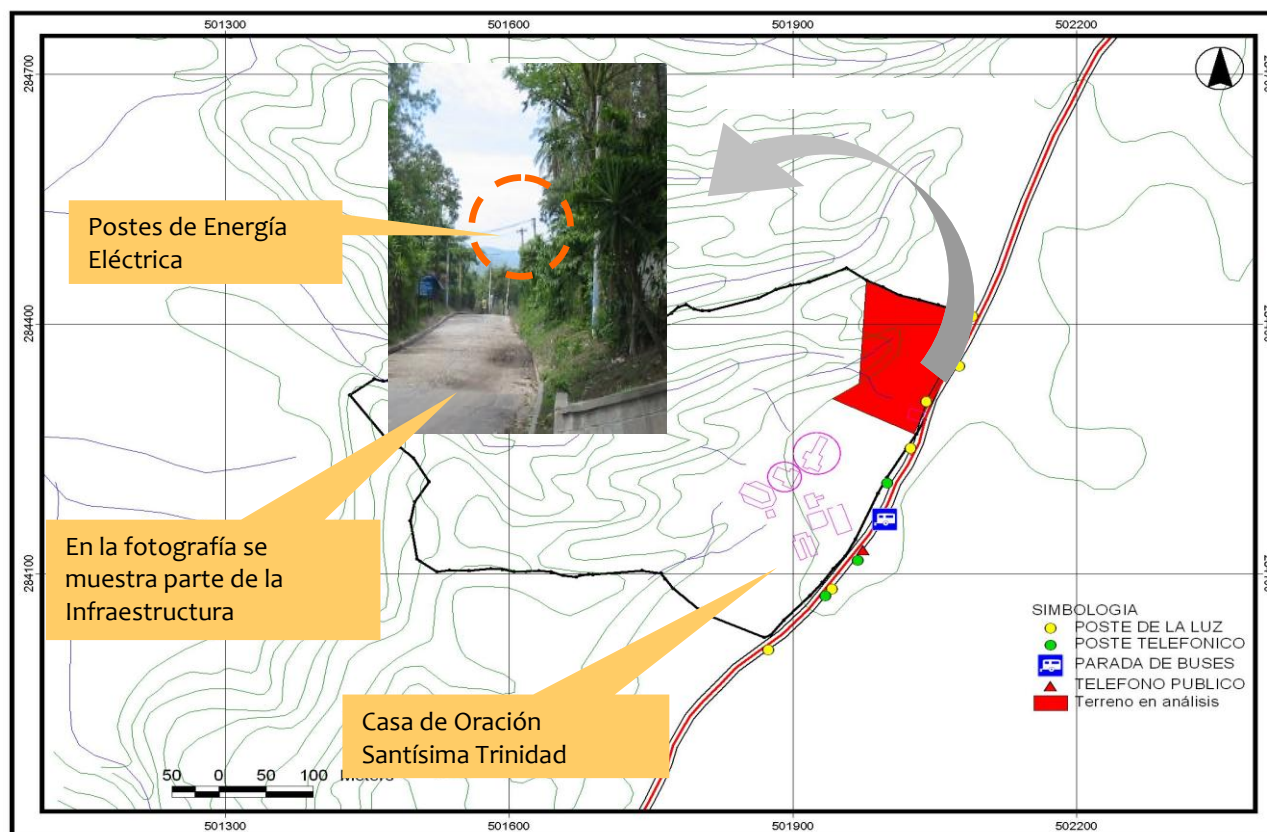 501300 501600 501900 502200
284700
Postes de Energía
Eléctrica
284400
En la fotografía se
muestra parte de la
Infraestructura
284100
Casa de Oración
Santísima Trinidad
SIMBOLOGIA
POSTE DE LA LUZ
POSTE TELEFONICO
PARADA DE BUSES
TELEFONO PUBLICO
Terreno en análisis
50 0 50 100 Meters
501300 501600 501900 502200